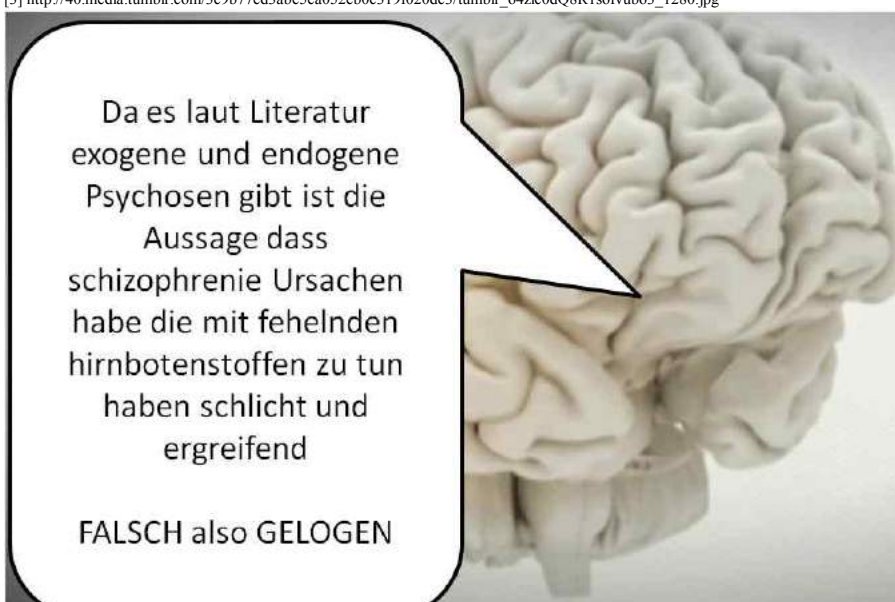 Da es laut Literatur
exogene und endogene
Psychosen gibt ist die
Aussage dass
schizophrenie Ursachen
habe die mit fehelnden
hirnbotenstoffen zu tun
haben schlicht und
ergreifend
FALSCH also GELOGEN